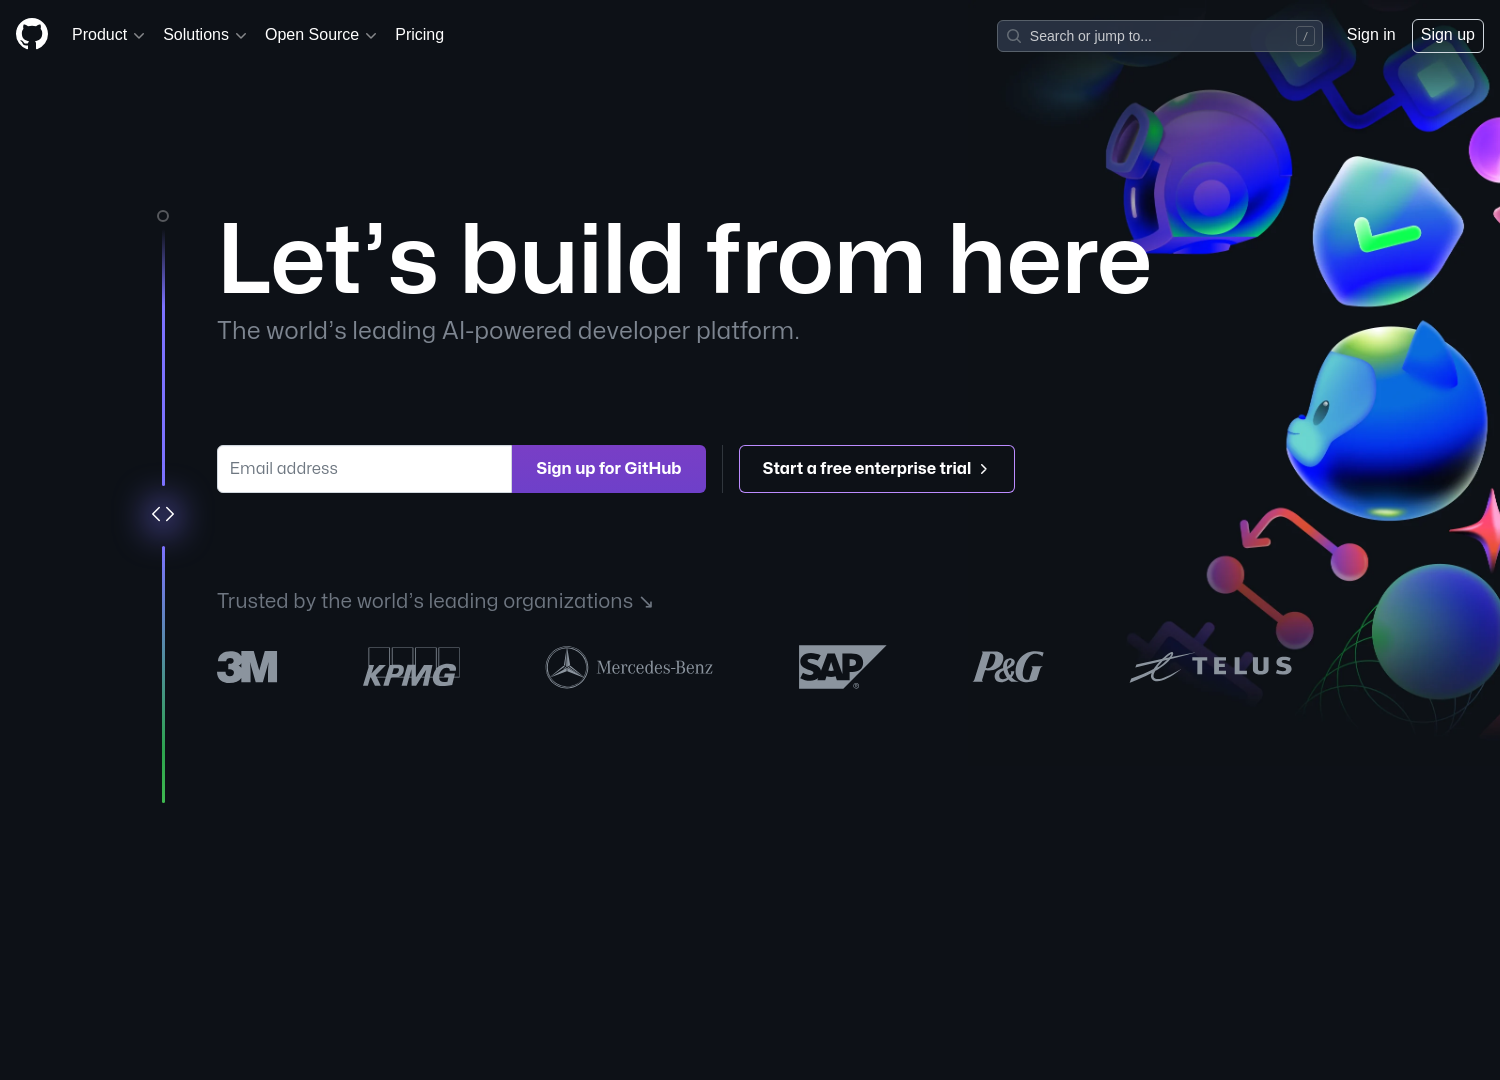 Product Solutions Open Source Pricing Search or jump to... / Sign in Sign up
Let’s build from here
The world’s leading AI-powered developer platform.
Email address Sign up for GitHub Start a free enterprise trial
Trusted by the world’s leading organizations ↘
3M KPMG Mercedes-Benz SAP ® P&G TELUS